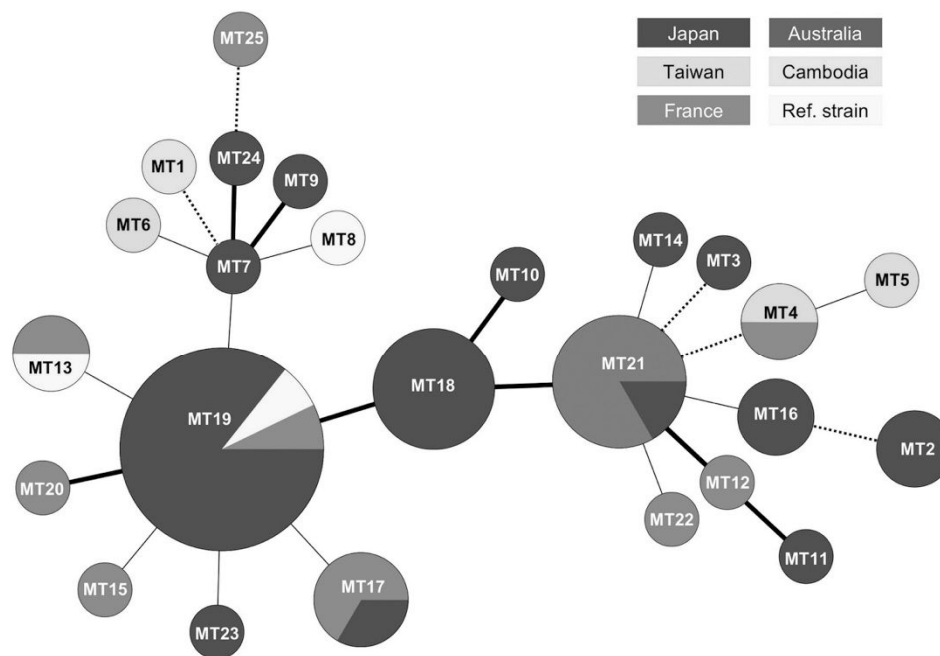 MT25
Japan
Australia
Taiwan
Cambodia
France
Ref. strain
MT24
MT1
MT9
MT6
MT8
MT7
MT14
MT3
MT10
MT5
MT4
MT13
MT21
MT18
MT19
MT16
MT2
MT20
MT12
MT22
MT11
MT15
MT17
MT23